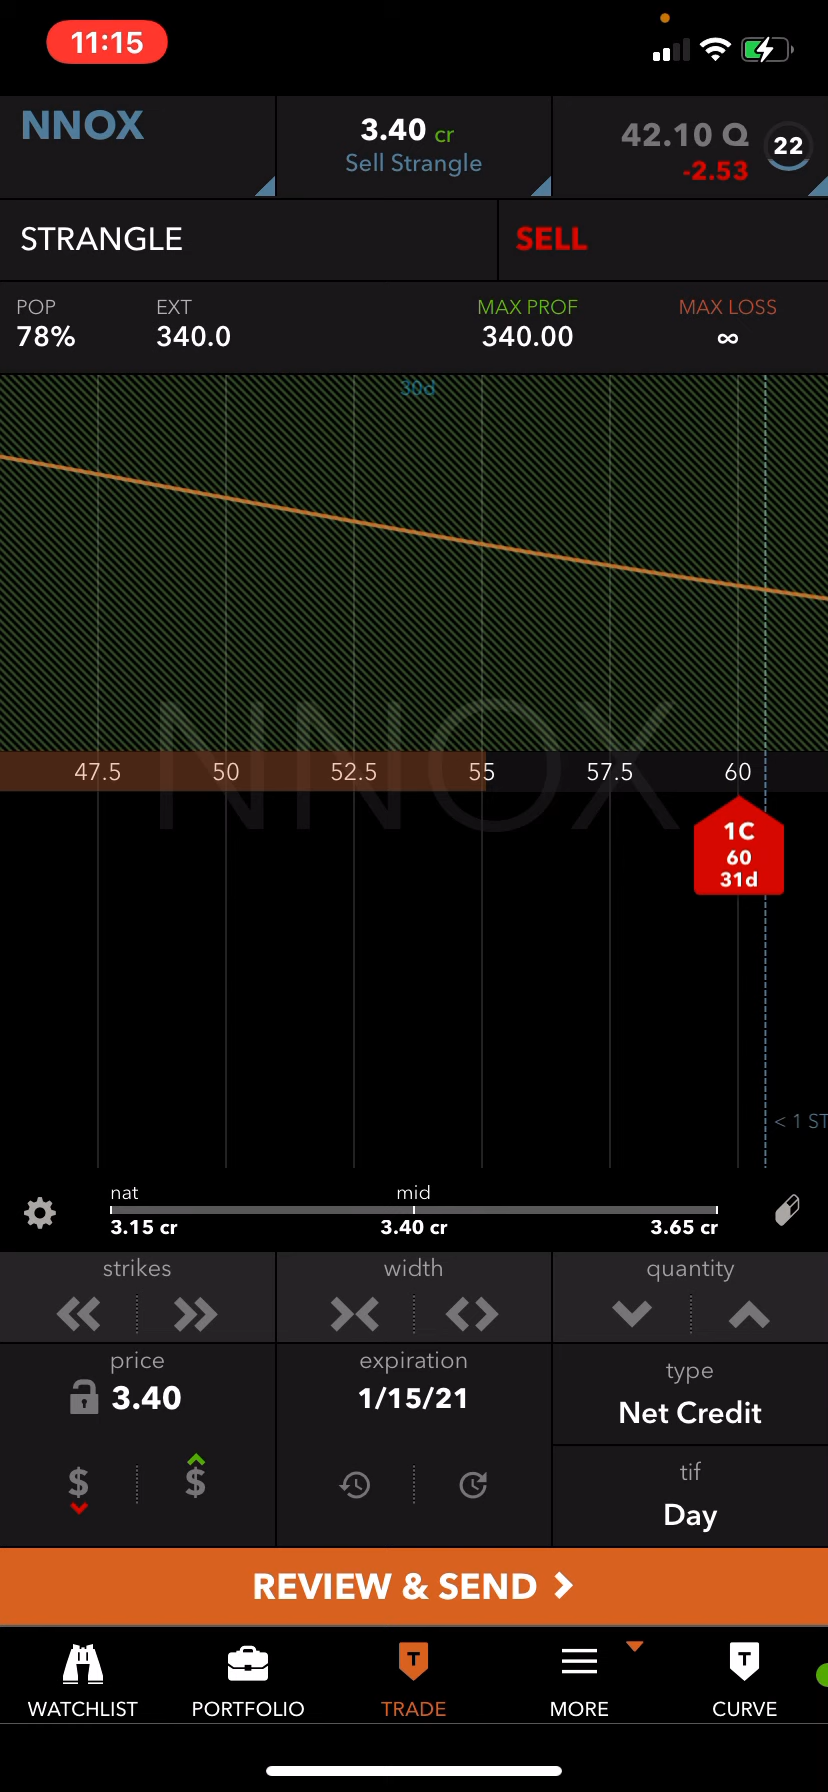 11:15
NNOX
3.40 cr
Sell Strangle
42.10 Q
-2.53
22
STRANGLE
SELL
POP
78%
EXT
340.0
MAX PROF
340.00
MAX LOSS
∞
30d
NNOX
47.5 50 52.5 55 57.5 60
1C
60
31d
< 1 ST
nat mid
3.15 cr 3.40 cr 3.65 cr
strikes width quantity
price
3.40
$ $
expiration
1/15/21
type
Net Credit
tif
Day
REVIEW & SEND >
WATCHLIST PORTFOLIO TRADE MORE CURVE